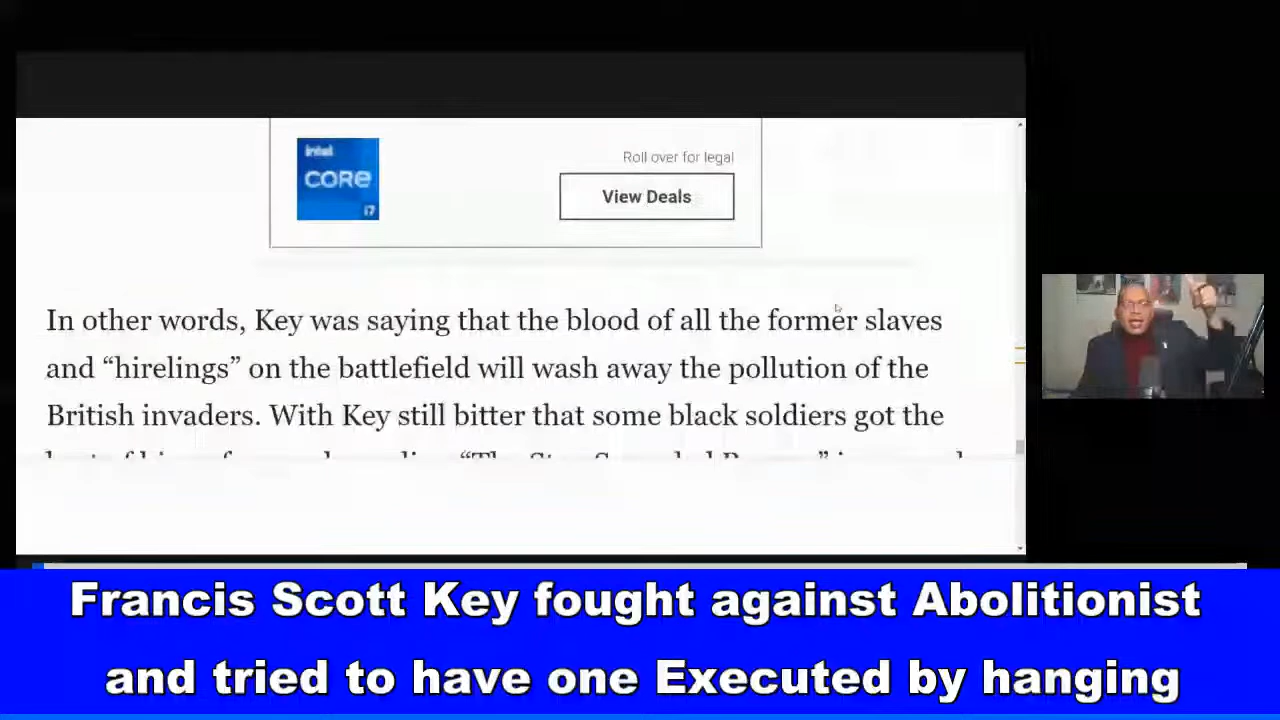 intel
CORE
i7
Roll over for legal
View Deals
In other words, Key was saying that the blood of all the former slaves
and “hirelings” on the battlefield will wash away the pollution of the
British invaders. With Key still bitter that some black soldiers got the
Francis Scott Key fought against Abolitionist
and tried to have one Executed by hanging